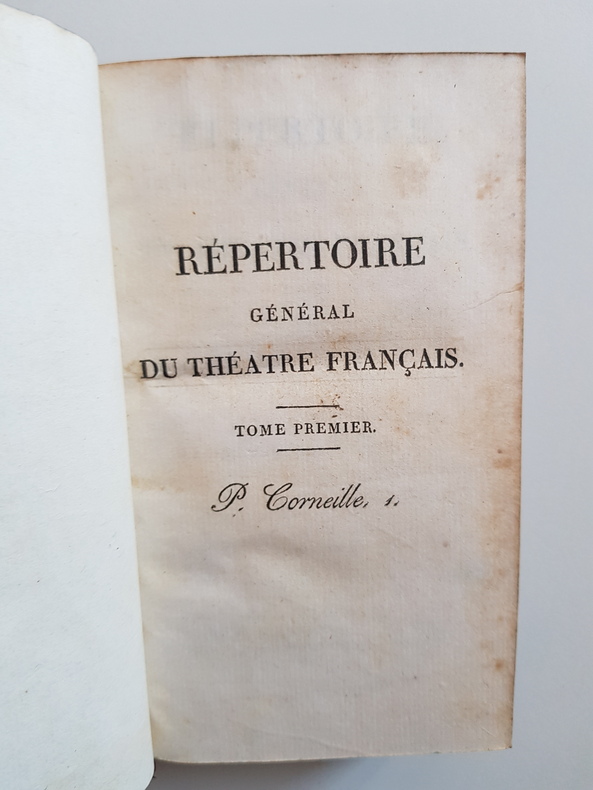 RÉPERTOIRE
GÉNÉRAL
DU THÉATRE FRANÇAIS.
TOME PREMIER.
P. Corneille, 1.